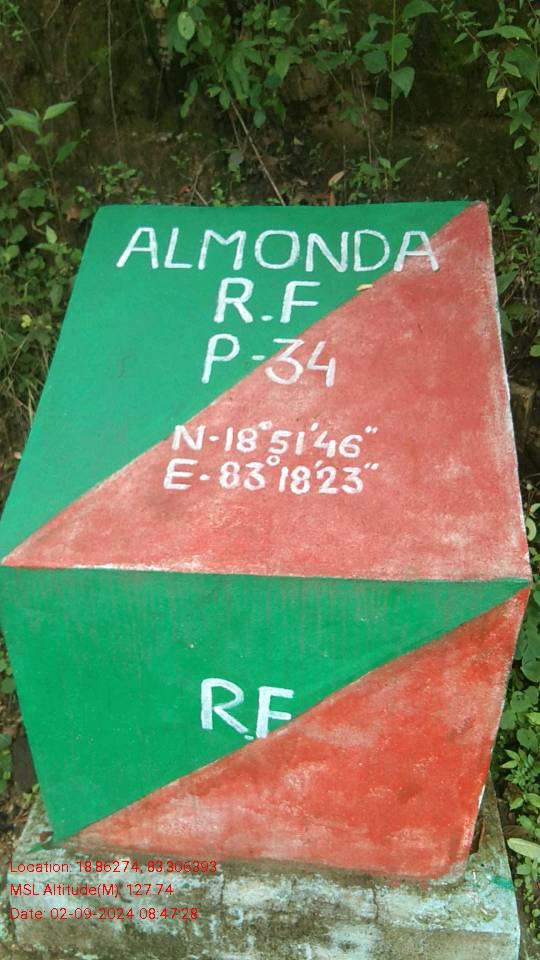 ALMONDA
R.F
P-34
N-18°51'46"
E-83°18'23"
R.F
Location: 18.86274, 83.306393
MSL Altitude(M) 127.74
Date: 02-09-2024 08:47:28